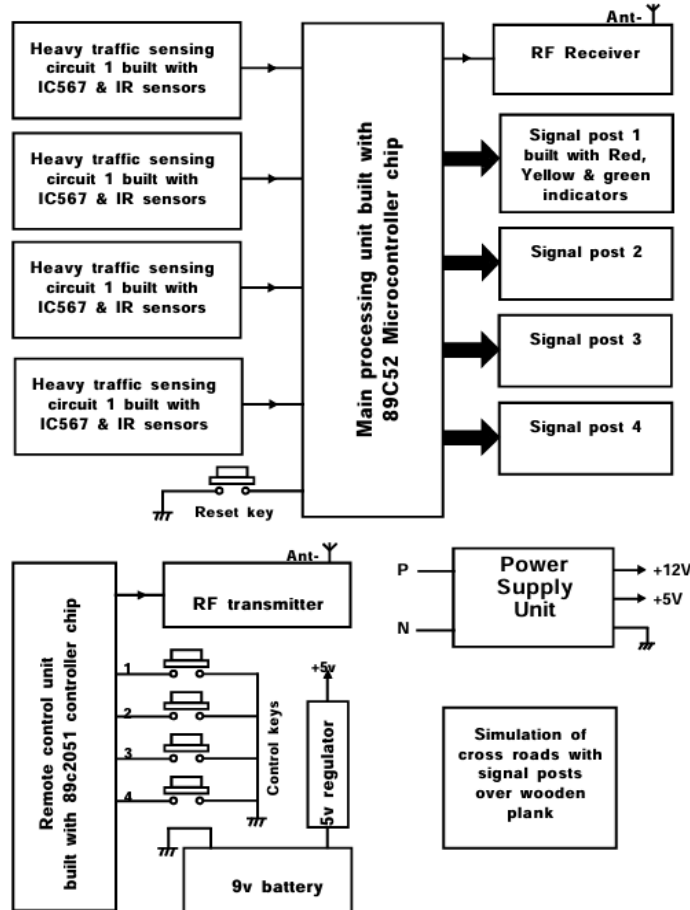 Heavy traffic sensing
circuit 1 built with
IC567 & IR sensors
Heavy traffic sensing
circuit 1 built with
IC567 & IR sensors
Heavy traffic sensing
circuit 1 built with
IC567 & IR sensors
Heavy traffic sensing
circuit 1 built with
IC567 & IR sensors
Reset key
Main processing unit built with
89C52 Microcontroller chip
Ant-
RF Receiver
Signal post 1
built with Red,
Yellow & green
indicators
Signal post 2
Signal post 3
Signal post 4
Remote control unit
built with 89c2051 controller chip
Ant-
RF transmitter
1
2
3
4
Control keys
+5v
5v regulator
9v battery
P
N
Power
Supply
Unit
+12V
+5V
Simulation of
cross roads with
signal posts
over wooden
plank